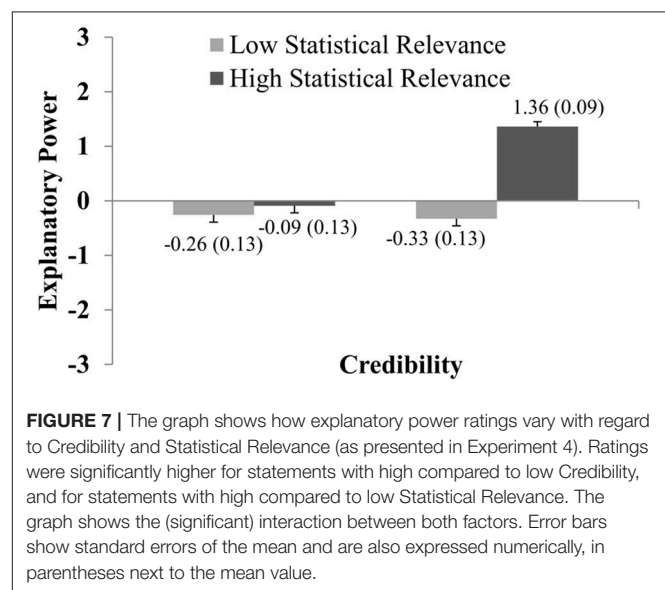 3
2
1
0
-1
-2
-3
Explanatory Power
Low Statistical Relevance
High Statistical Relevance
1.36 (0.09)
-0.26 (0.13)
-0.09 (0.13)
-0.33 (0.13)
Credibility
FIGURE 7 | The graph shows how explanatory power ratings vary with regard
to Credibility and Statistical Relevance (as presented in Experiment 4). Ratings
were significantly higher for statements with high compared to low Credibility,
and for statements with high compared to low Statistical Relevance. The
graph shows the (significant) interaction between both factors. Error bars
show standard errors of the mean and are also expressed numerically, in
parentheses next to the mean value.